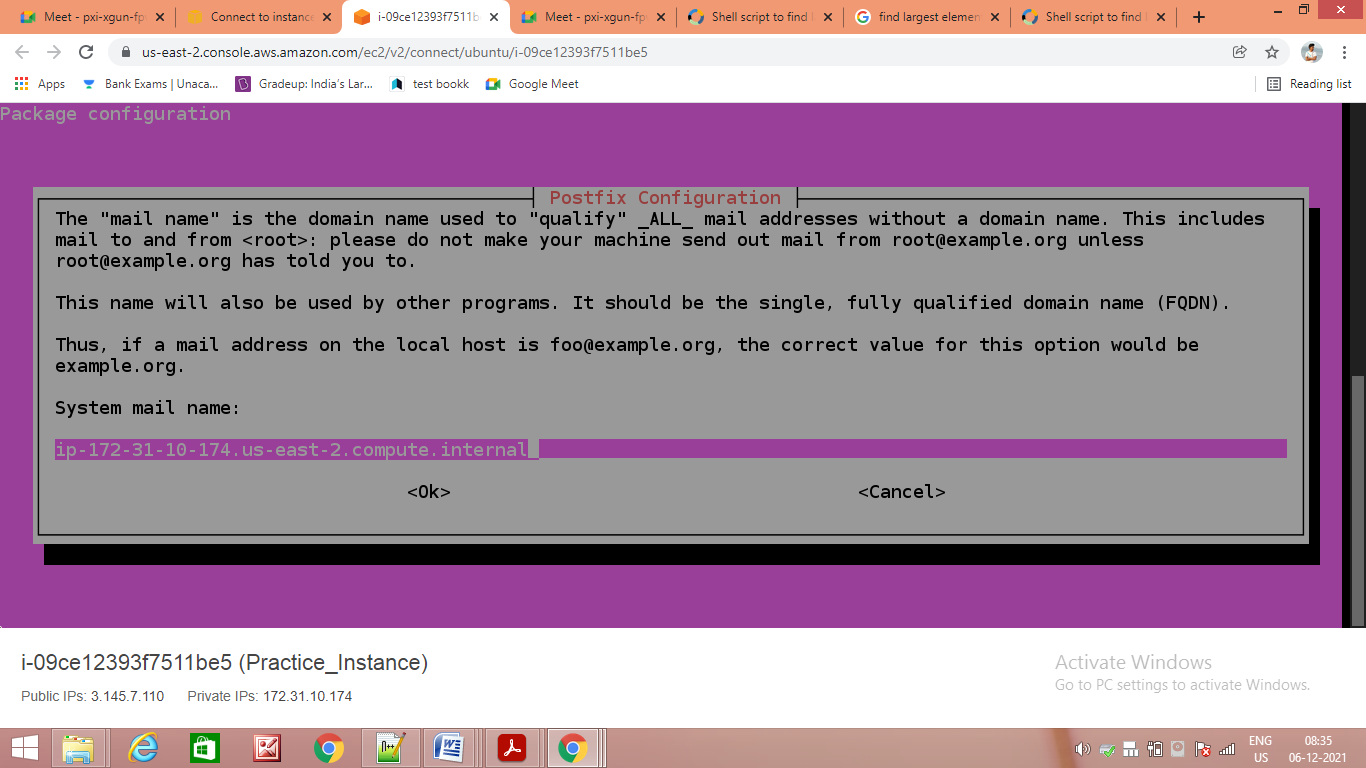 Meet - pxi-xgun-fp
Connect to instance
i-09ce12393f7511b
Meet - pxi-xgun-fp
Shell script to find
find largest elemen
Shell script to find
us-east-2.console.aws.amazon.com/ec2/v2/connect/ubuntu/i-09ce12393f7511be5
Apps
Bank Exams | Unaca...
Gradeup: India's Lar...
test bookk
Google Meet
Reading list
Package configuration
Postfix Configuration
The "mail name" is the domain name used to "qualify" _ALL_ mail addresses without a domain name. This includes
mail to and from <root>: please do not make your machine send out mail from root@example.org unless
root@example.org has told you to.
This name will also be used by other programs. It should be the single, fully qualified domain name (FQDN).
Thus, if a mail address on the local host is foo@example.org, the correct value for this option would be
example.org.
System mail name:
ip-172-31-10-174.us-east-2.compute.internal_
<Ok>
<Cancel>
i-09ce12393f7511be5 (Practice_Instance)
Public IPs: 3.145.7.110 Private IPs: 172.31.10.174
Activate Windows
Go to PC settings to activate Windows.
ENG
US
08:35
06-12-2021